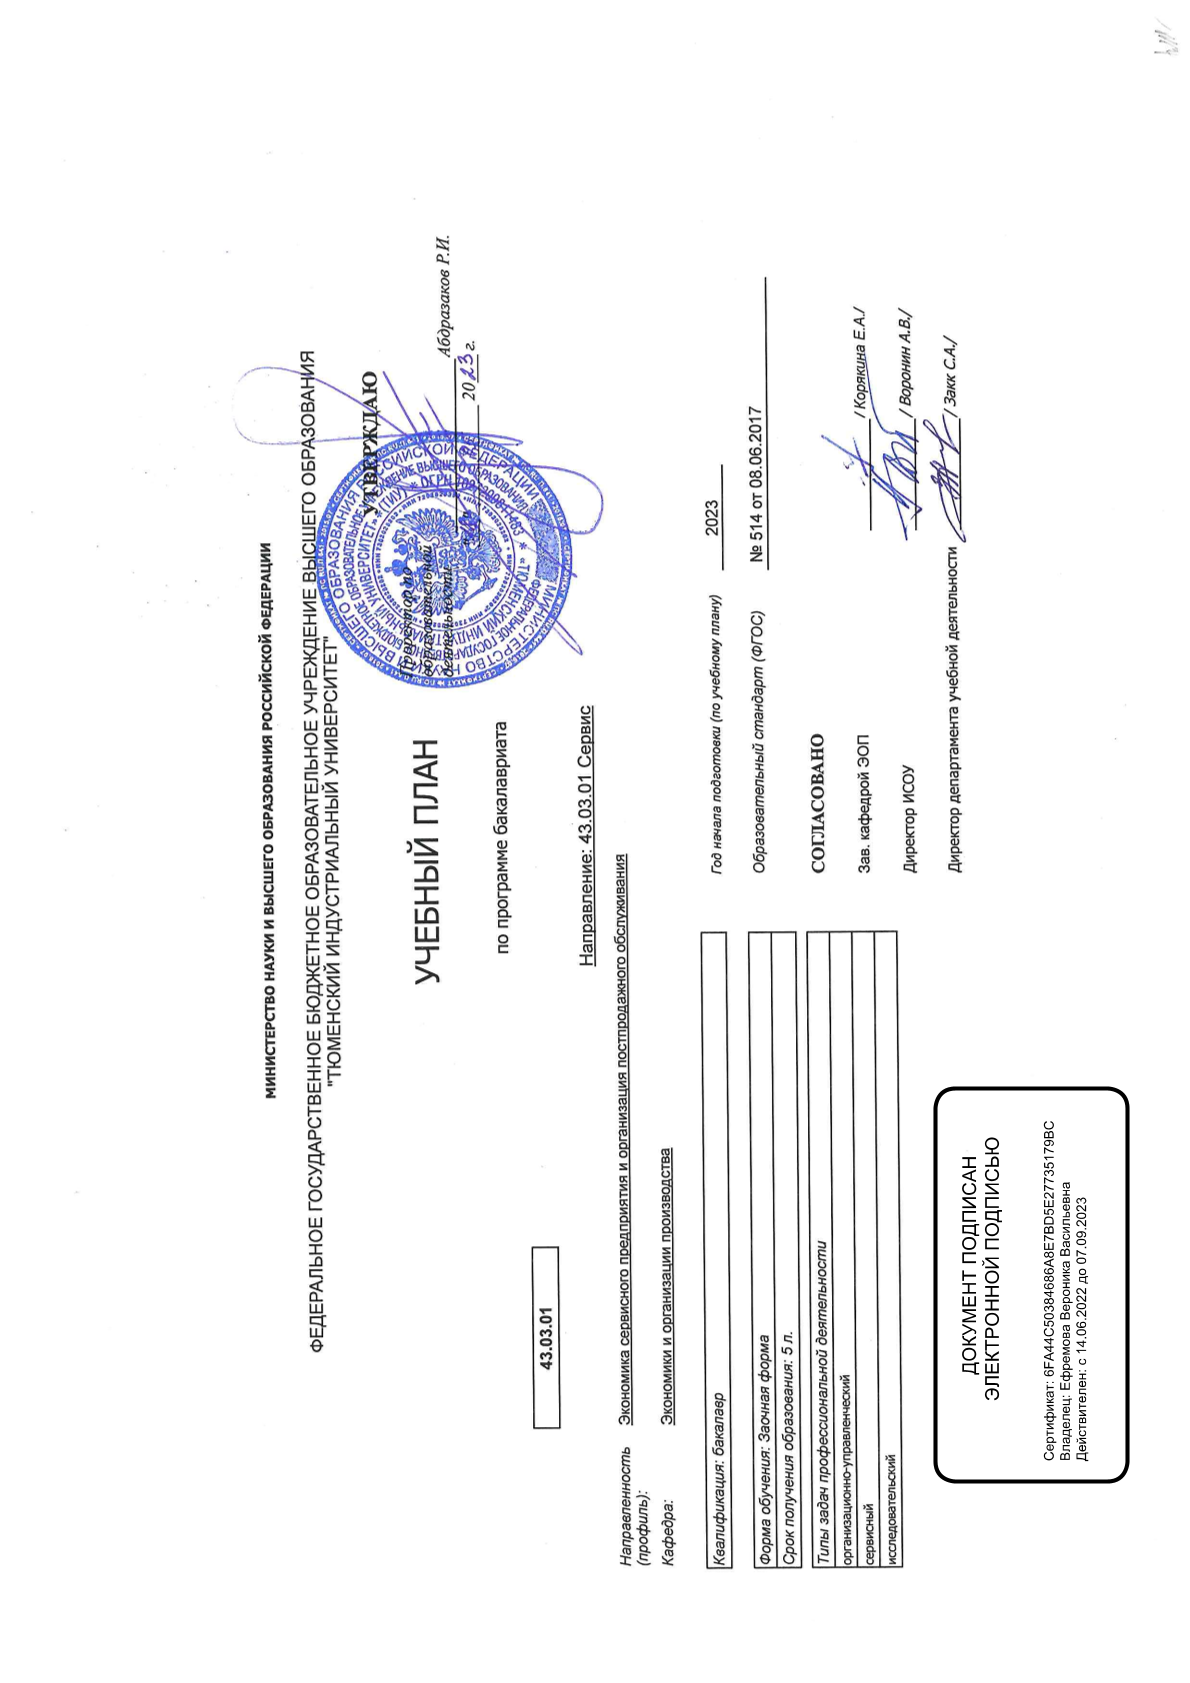 МИНИСТЕРСТВО НАУКИ И ВЫСШЕГО ОБРАЗОВАНИЯ РОССИЙСКОЙ ФЕДЕРАЦИИ
ФЕДЕРАЛЬНОЕ ГОСУДАРСТВЕННОЕ БЮДЖЕТНОЕ ОБРАЗОВАТЕЛЬНОЕ УЧРЕЖДЕНИЕ ВЫСШЕГО ОБРАЗОВАНИЯ
"ТЮМЕНСКИЙ ИНДУСТРИАЛЬНЫЙ УНИВЕРСИТЕТ"
УТВЕРЖДАЮ
Проректор по
образовательной
деятельности
Абдразаков Р.И.
2023 г.
УЧЕБНЫЙ ПЛАН
по программе бакалавриата
43.03.01
Направление: 43.03.01 Сервис
Направленность
(профиль):
Экономика сервисного предприятия и организация постпродажного обслуживания
Кафедра: Экономики и организации производства
Квалификация: бакалавр
Форма обучения: Заочная форма
Срок получения образования: 5 л.
Типы задач профессиональной деятельности
организационно-управленческий
сервисный
исследовательский
Год начала подготовки (по учебному плану) 2023
Образовательный стандарт (ФГОС) № 514 от 08.06.2017
СОГЛАСОВАНО
Зав. кафедрой ЭОП / Корякина Е.А./
Директор ИСОУ / Воронин А.В./
Директор департамента учебной деятельности / Закк С.А./
ДОКУМЕНТ ПОДПИСАН
ЭЛЕКТРОННОЙ ПОДПИСЬЮ
Сертификат: 6FA44C50384686A8E7BD5E27735179BC
Владелец: Ефремова Вероника Васильевна
Действителен: с 14.06.2022 до 07.09.2023